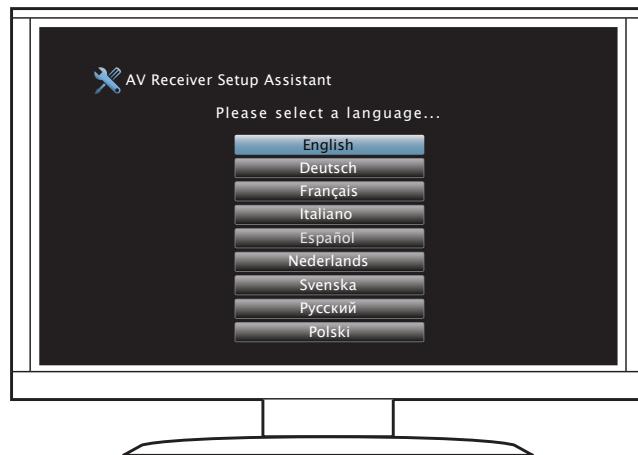 AV Receiver Setup Assistant
Please select a language...
English
Deutsch
Français
Italiano
Español
Nederlands
Svenska
Русский
Polski